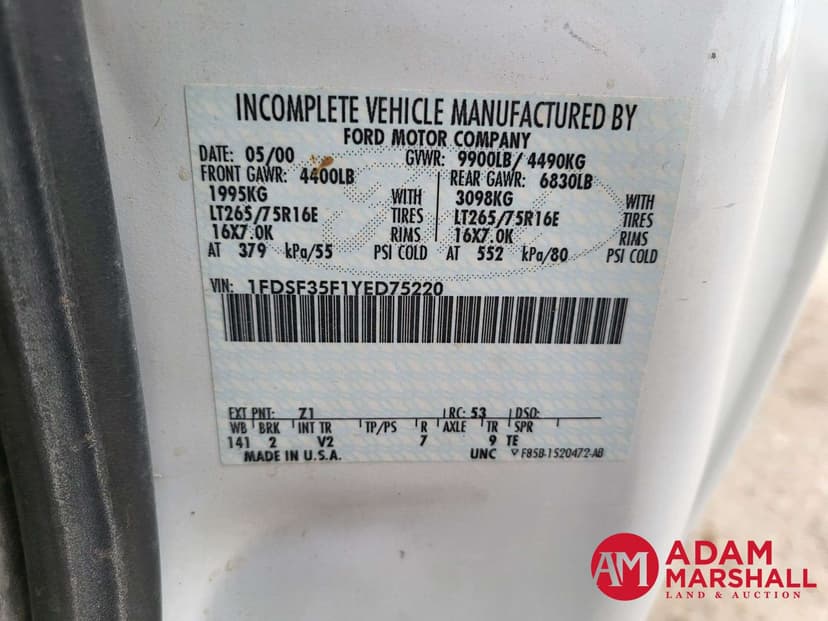 INCOMPLETE VEHICLE MANUFACTURED BY
FORD MOTOR COMPANY
DATE: 05/00 GVWR: 9900LB/ 4490KG
FRONT GAWR: 4400LB REAR GAWR: 6830LB
1995KG WITH 3098KG WITH
LT265/75R16E TIRES LT265/75R16E TIRES
16X7.0K RIMS 16X7.0K RIMS
AT 379 kPa/55 PSI COLD AT 552 kPa/80 PSI COLD
VIN: 1FDSF35F1YED75220
EXT PNT: Z1 RC: 53 DSO:
WB BRK INT TR TP/PS R AXLE TR SPR
141 2 V2 7 9 TE
MADE IN U.S.A. UNC F85B-1520472-AB
AM ADAM
MARSHALL
LAND & AUCTION